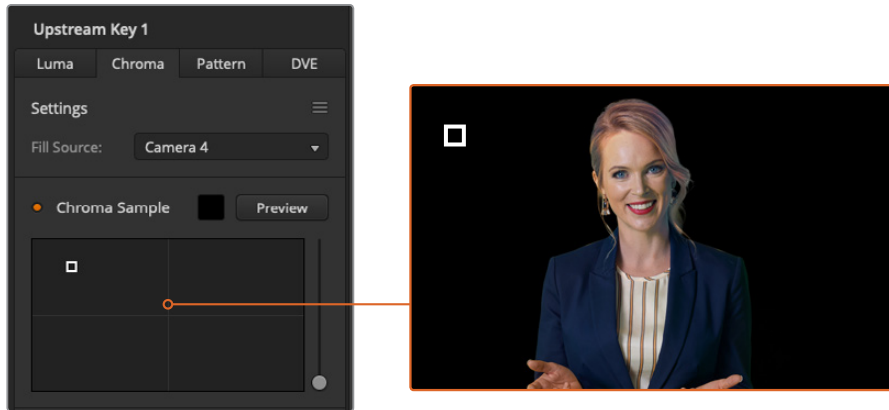 Upstream Key 1
Luma Chroma Pattern DVE
Settings
Fill Source: Camera 4
Chroma Sample Preview